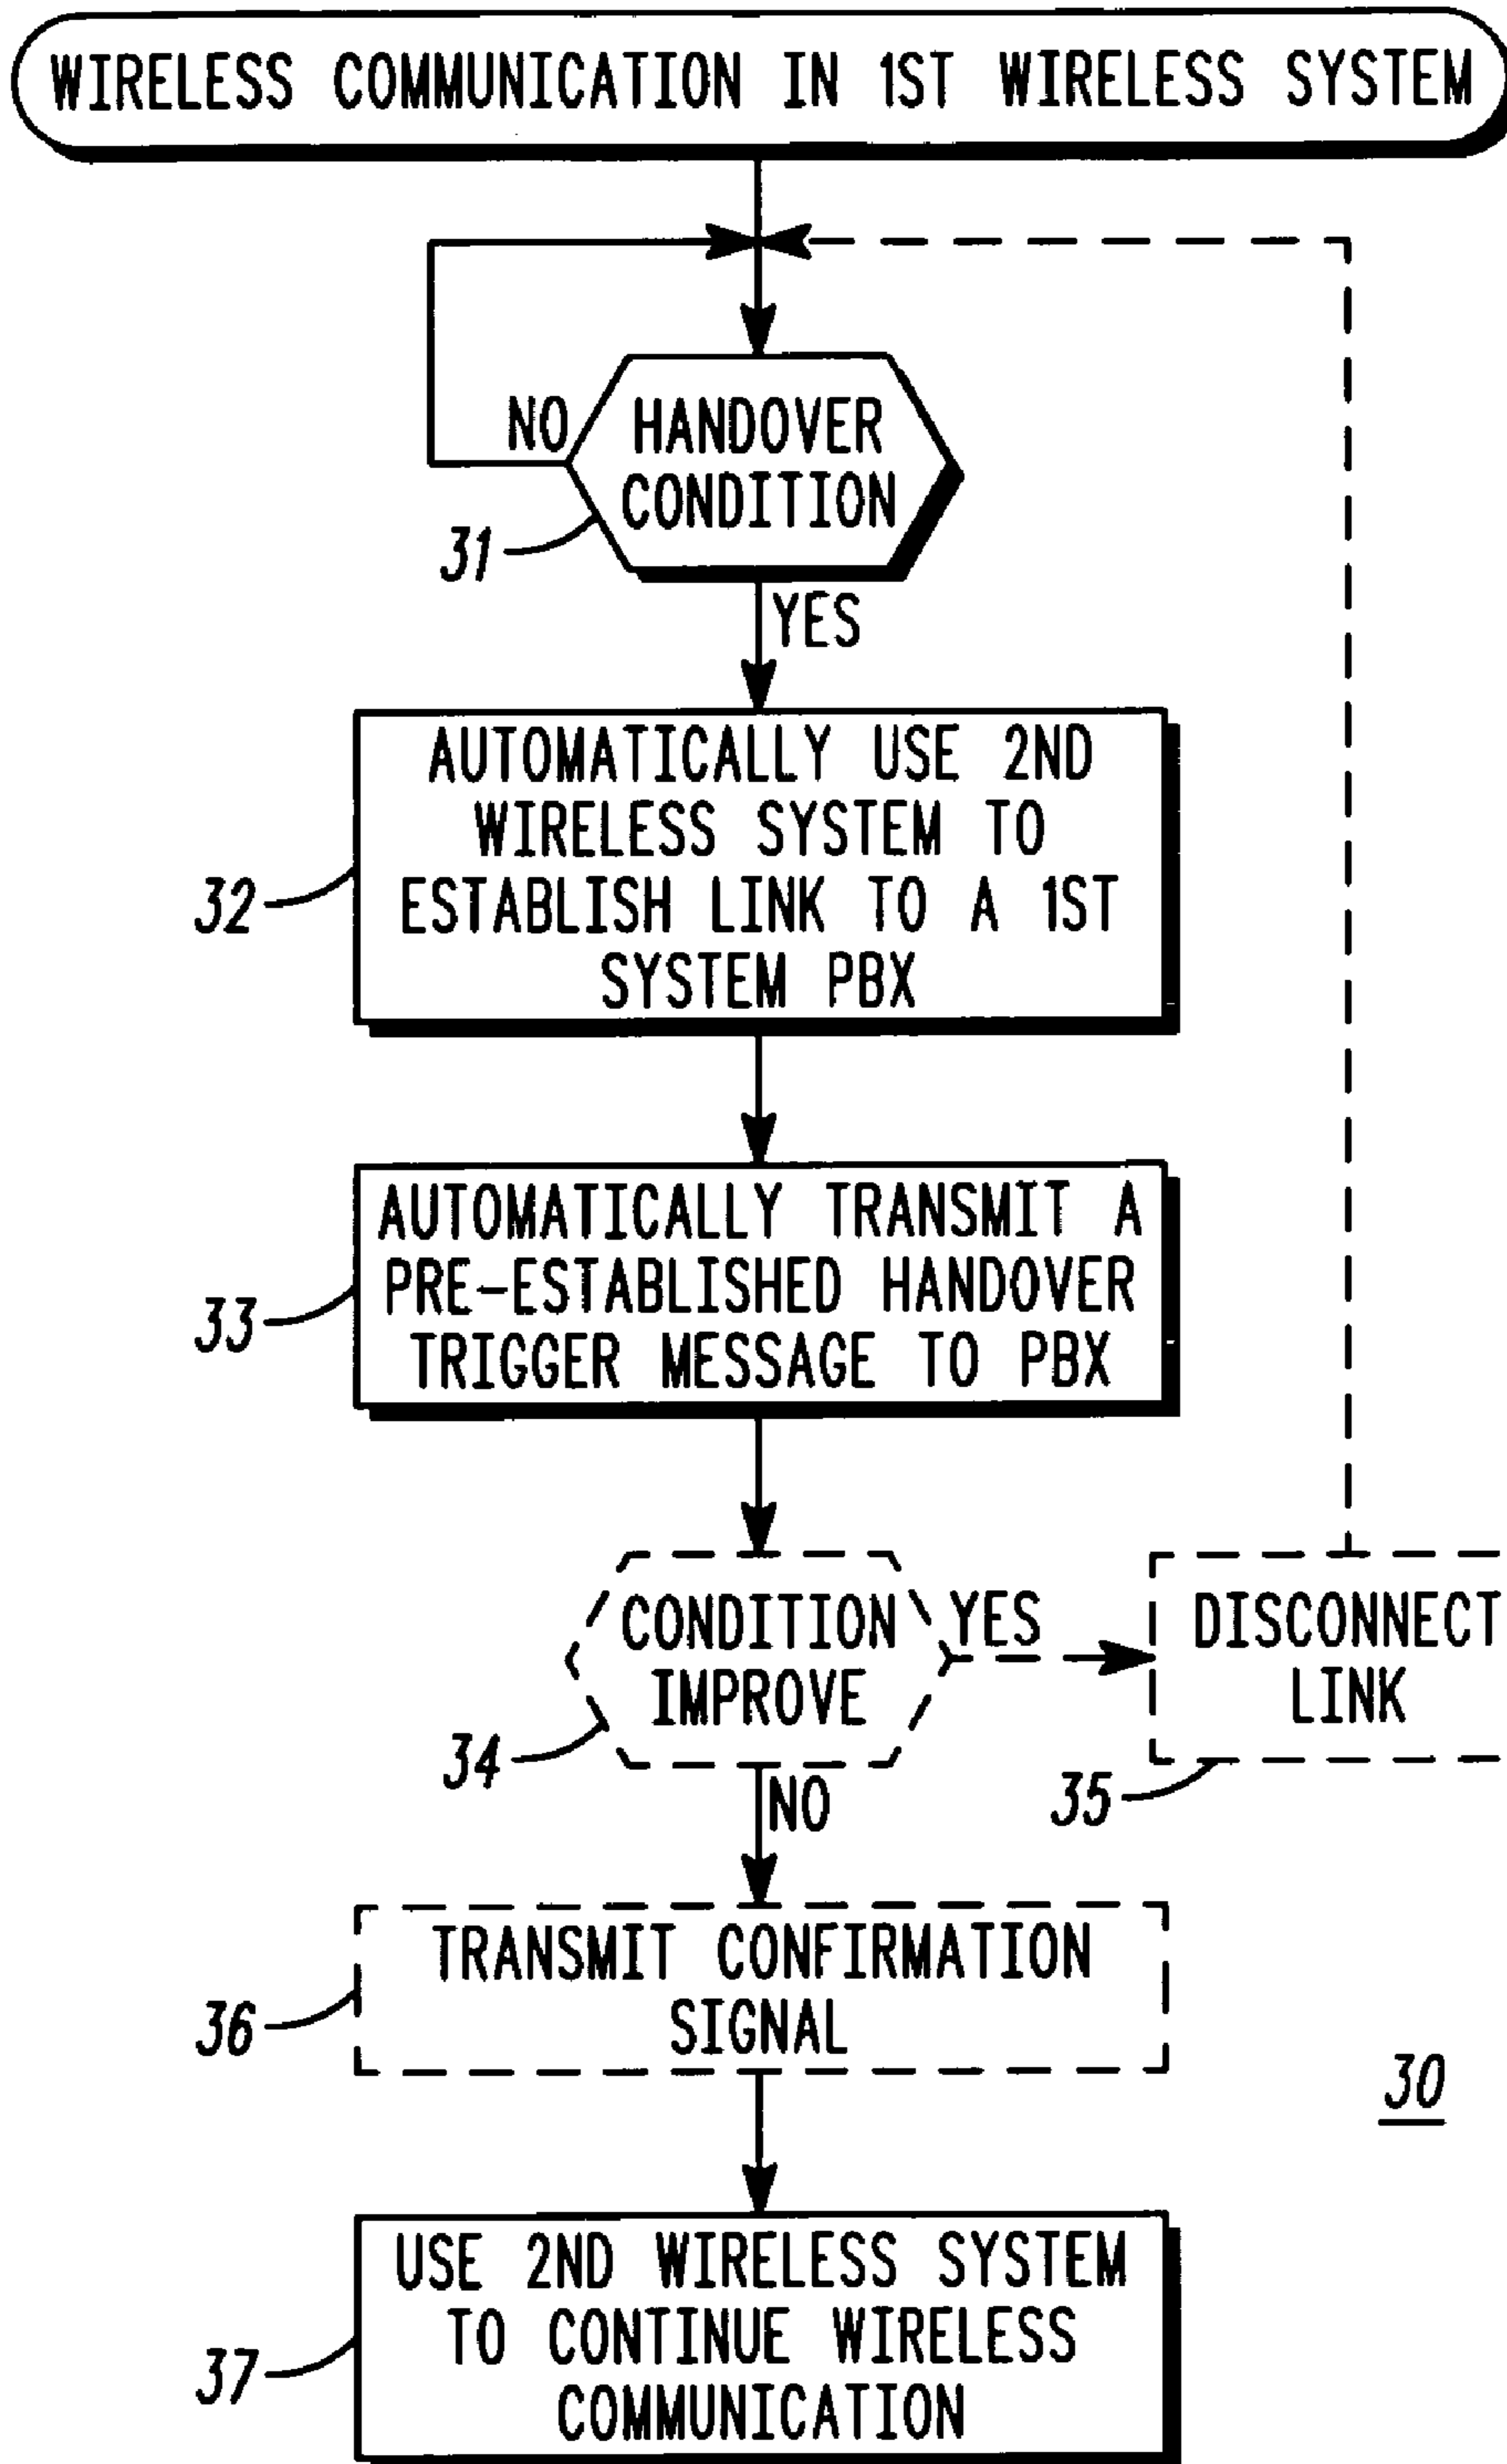 WIRELESS COMMUNICATION IN 1ST WIRELESS SYSTEM
NO
HANDOVER
CONDITION
31
YES
AUTOMATICALLY USE 2ND
WIRELESS SYSTEM TO
ESTABLISH LINK TO A 1ST
SYSTEM PBX
32
AUTOMATICALLY TRANSMIT A
PRE-ESTABLISHED HANDOVER
TRIGGER MESSAGE TO PBX
33
CONDITION
IMPROVE
34
YES
DISCONNECT
LINK
35
NO
TRANSMIT CONFIRMATION
SIGNAL
36
30
USE 2ND WIRELESS SYSTEM
TO CONTINUE WIRELESS
COMMUNICATION
37